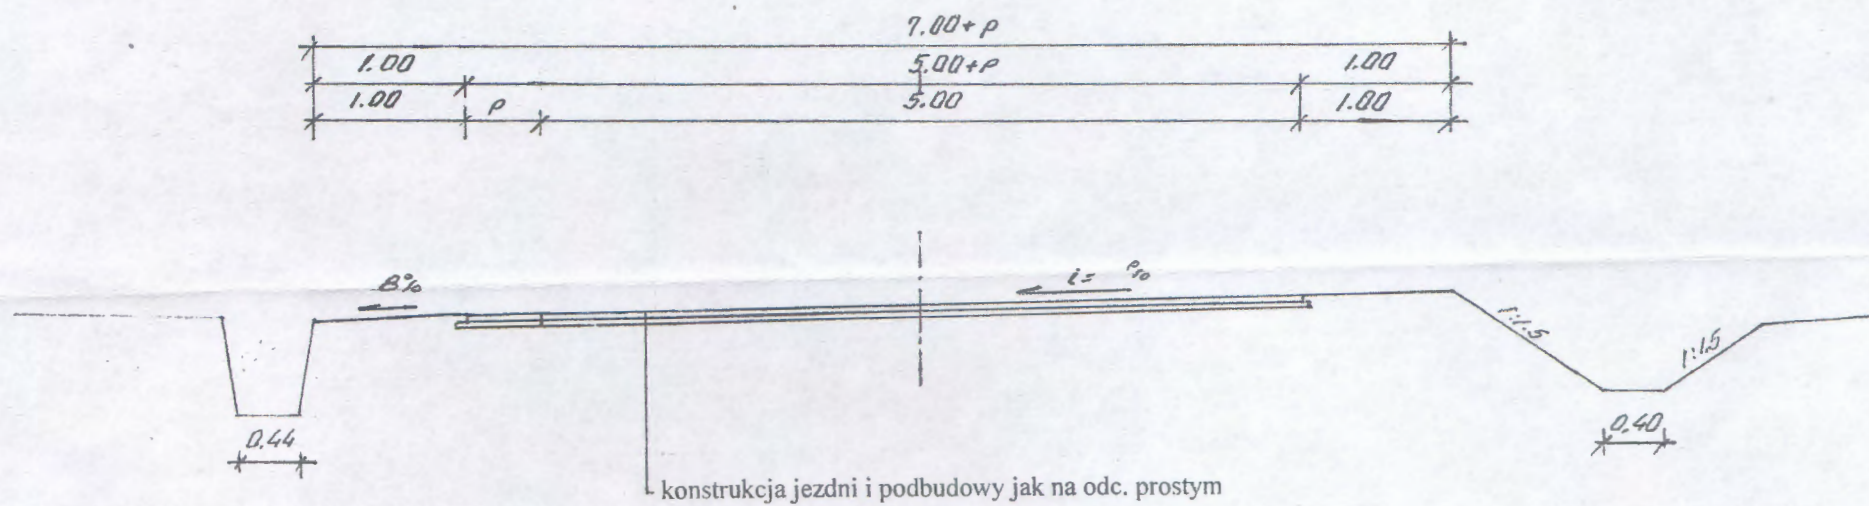 7.00+p
1.00 5.00+p 1.00
1.00 p 5.00 1.00
8%
i=
1:1.5
1:1.5
0.44
0.40
konstrukcja jezdni i podbudowy jak na odc. prostym